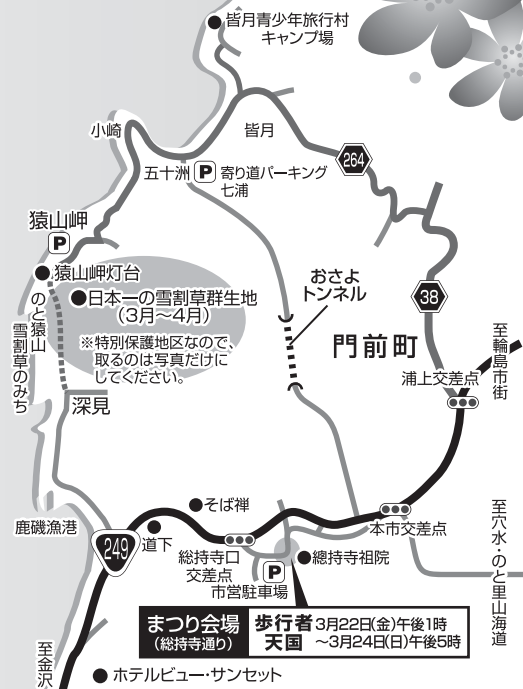 皆月青少年旅行村
キャンプ場
小崎
皆月
264
五十洲
P
寄り道パーキング
七浦
猿山岬
P
猿山岬灯台
日本一の雪割草群生地
(3月〜4月)
※特別保護地区なので、
取るのは写真だけに
してください。
のと猿山
雪割草のみち
おさよ
トンネル
38
門前町
至輪島市街
浦上交差点
深見
そば禅
鹿磯漁港
249
道下
総持寺口
交差点
市営駐車場
P
總持寺祖院
本市交差点
至穴水・のと里山海道
まつり会場
(総持寺通り)
歩行者
天国
3月22日(金)午後1時
〜3月24日(日)午後5時
至金沢
ホテルビュー・サンセット